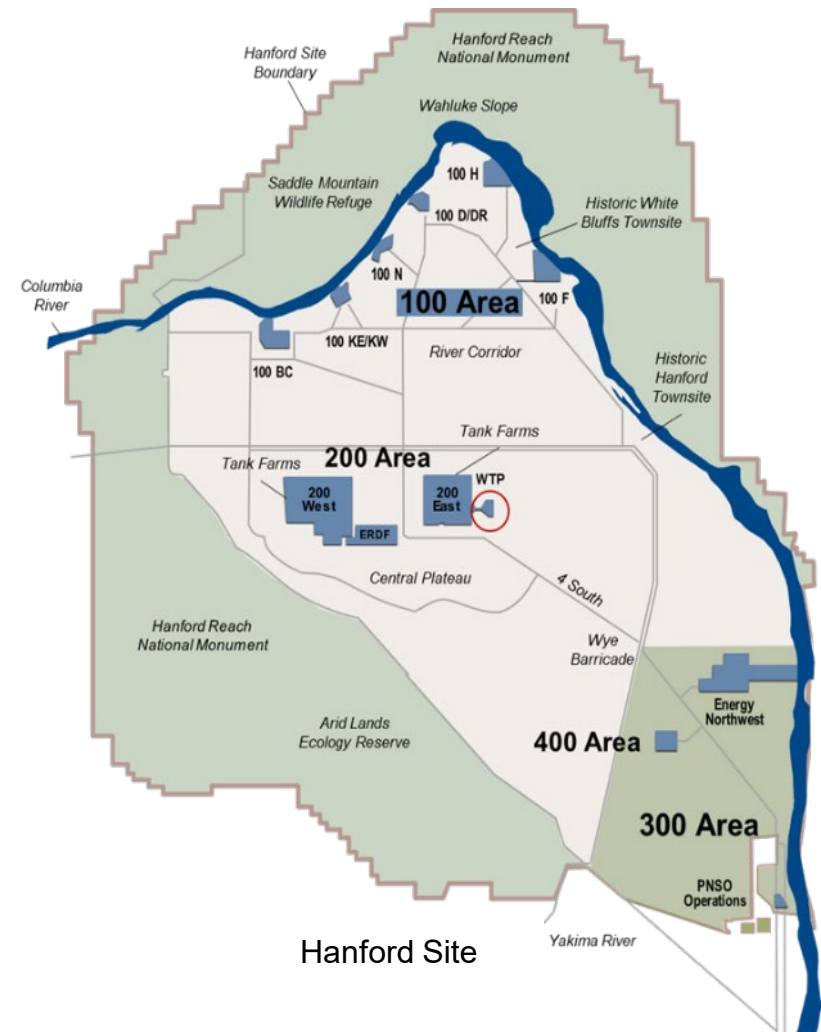 Hanford Reach
National Monument
Hanford Site
Boundary
Wahluke Slope
100 H
Saddle Mountain
Wildlife Refuge
100 D/DR
Historic White
Bluffs Townsite
100 N
Columbia
River
100 Area
100 F
100 KE/KW
River Corridor
100 BC
Historic
Hanford
Townsite
Tank Farms
200 Area
Tank Farms
WTP
200
West
200
East
ERDF
Central Plateau
4 South
Hanford Reach
National Monument
Wye
Barricade
Energy
Northwest
Arid Lands
Ecology Reserve
400 Area
300 Area
PNSO
Operations
Yakima River
Hanford Site